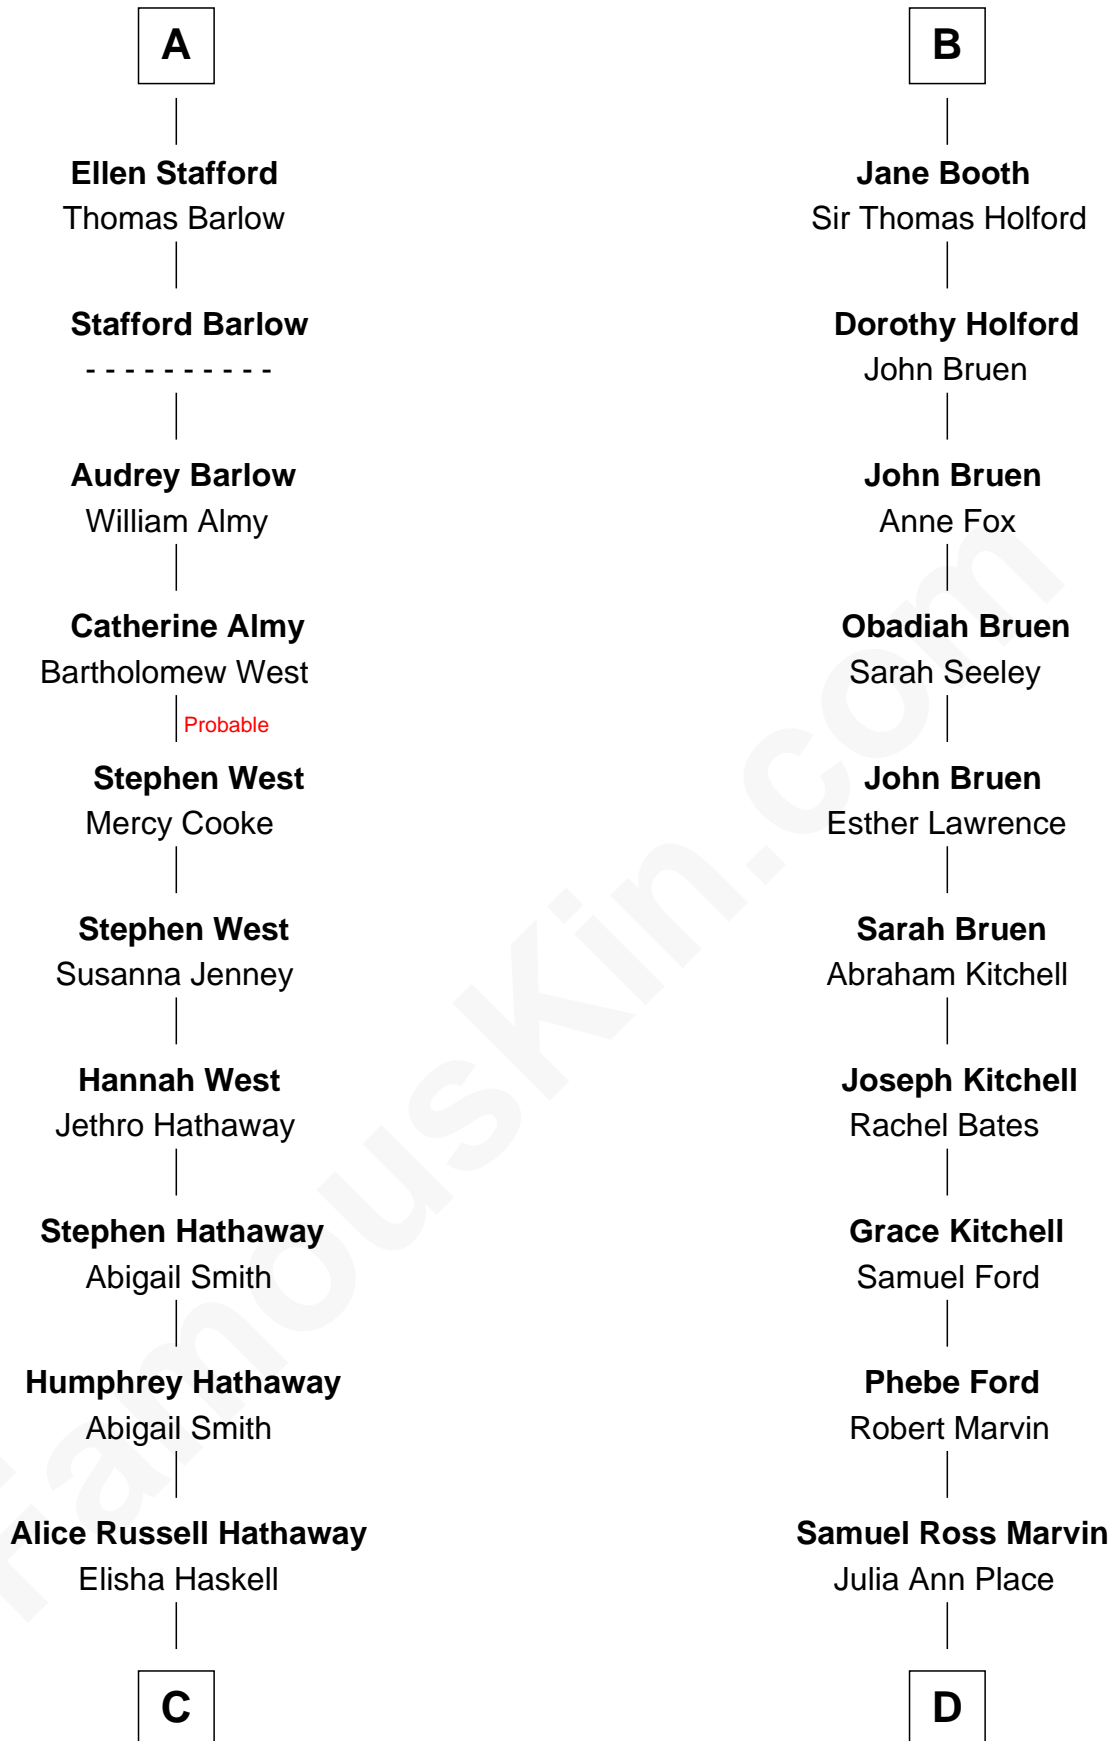 A
Ellen Stafford
Thomas Barlow
Stafford Barlow
- - - - - - - - - -
Audrey Barlow
William Almy
Catherine Almy
Bartholomew West
Probable
Stephen West
Mercy Cooke
Stephen West
Susanna Jenney
Hannah West
Jethro Hathaway
Stephen Hathaway
Abigail Smith
Humphrey Hathaway
Abigail Smith
Alice Russell Hathaway
Elisha Haskell
C
B
Jane Booth
Sir Thomas Holford
Dorothy Holford
John Bruen
John Bruen
Anne Fox
Obadiah Bruen
Sarah Seeley
John Bruen
Esther Lawrence
Sarah Bruen
Abraham Kitchell
Joseph Kitchell
Rachel Bates
Grace Kitchell
Samuel Ford
Phebe Ford
Robert Marvin
Samuel Ross Marvin
Julia Ann Place
D
FamousKin.com